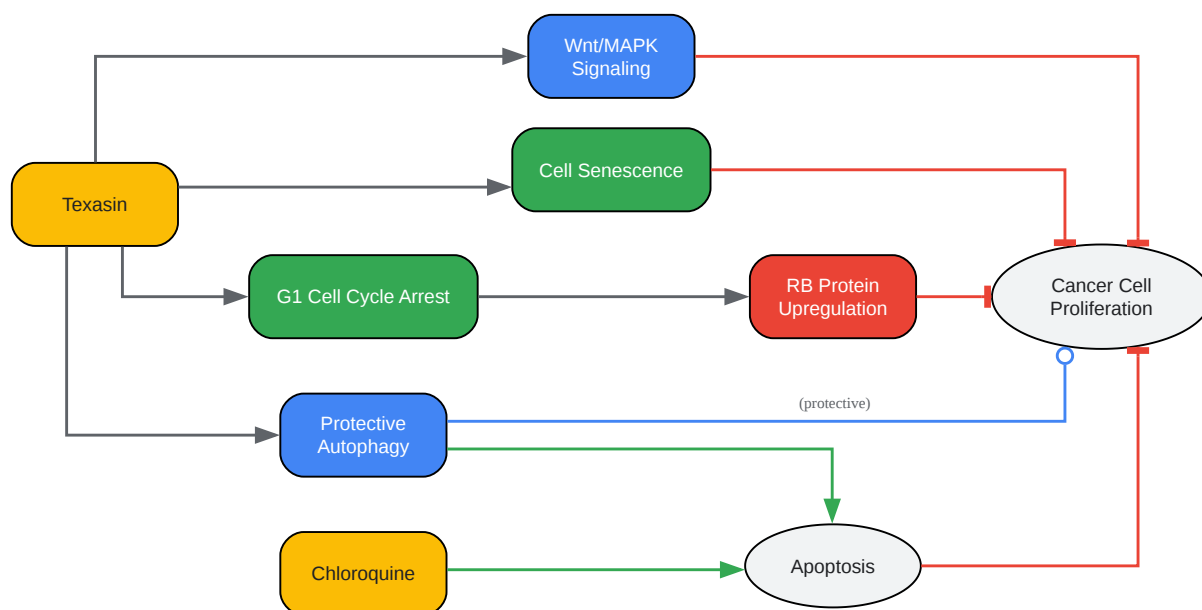 Wnt/MAPK
Signaling
Cell Senescence
Texasin
G1 Cell Cycle Arrest
RB Protein
Upregulation
Cancer Cell
Proliferation
Protective
Autophagy
(protective)
Chloroquine
Apoptosis